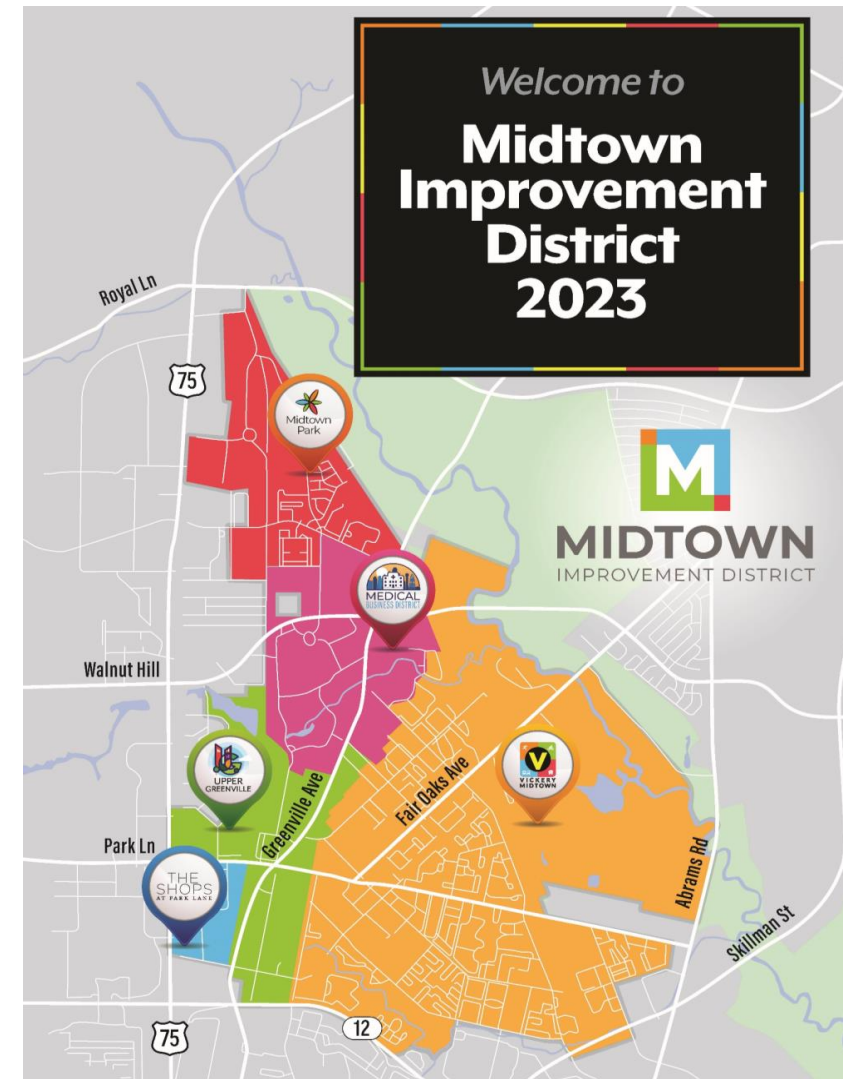 Welcome to
Midtown
Improvement
District
2023
Royal Ln
75
Midtown
Park
M
MIDTOWN
IMPROVEMENT DISTRICT
MEDICAL
BUSINESS DISTRICT
Walnut Hill
UPPER
GREENVILLE
Greenville Ave
Fair Oaks Ave
V
VICKERY
MIDTOWN
Park Ln
THE
SHOPS
AT PARK LANE
Abrams Rd
Skillman St
75
12